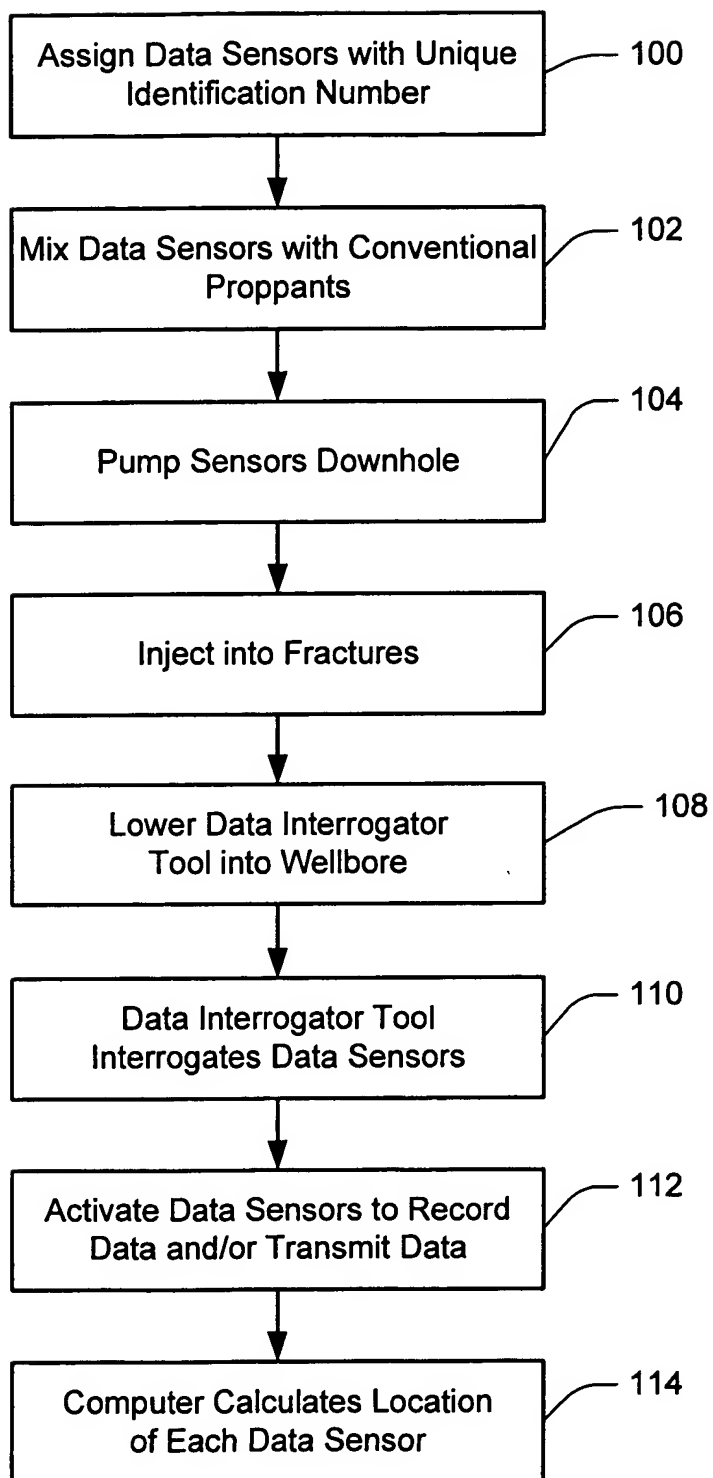 Assign Data Sensors with Unique
Identification Number
100
Mix Data Sensors with Conventional
Proppants
102
Pump Sensors Downhole
104
Inject into Fractures
106
Lower Data Interrogator
Tool into Wellbore
108
Data Interrogator Tool
Interrogates Data Sensors
110
Activate Data Sensors to Record
Data and/or Transmit Data
112
Computer Calculates Location
of Each Data Sensor
114